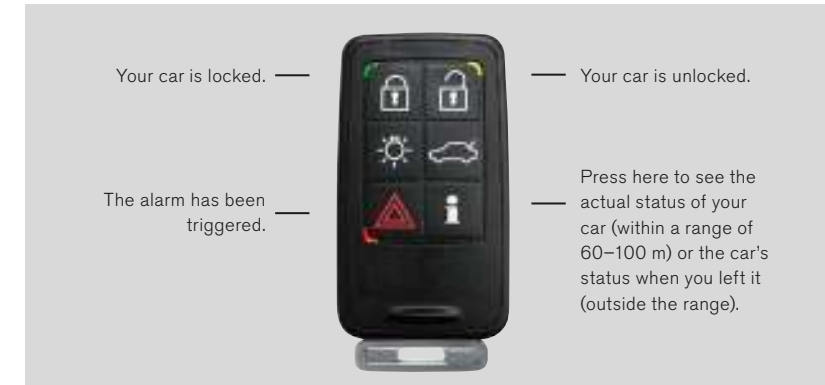 Your car is locked.
Your car is unlocked.
The alarm has been
triggered.
Press here to see the
actual status of your
car (within a range of
60–100 m) or the car's
status when you left it
(outside the range).